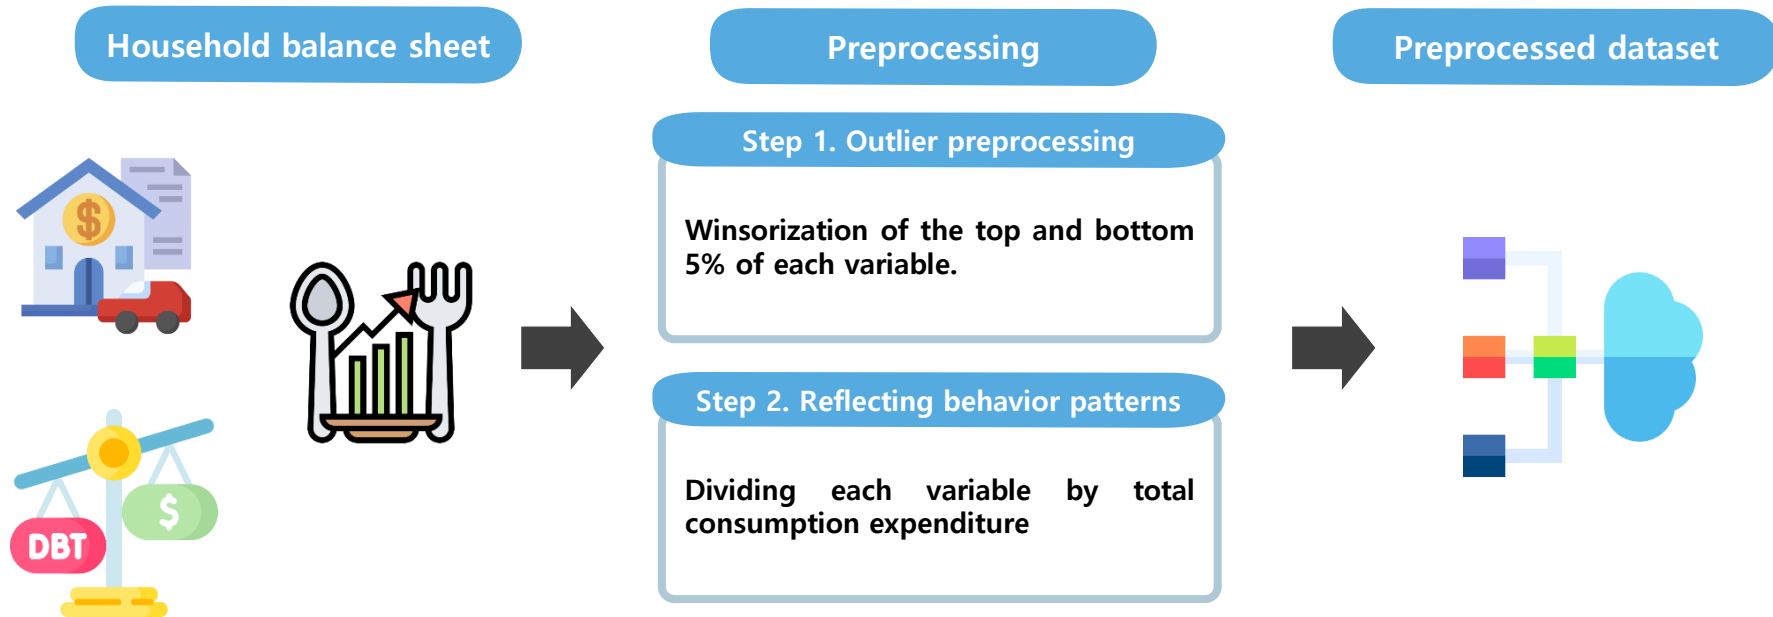 Household balance sheet
Preprocessing
Preprocessed dataset
Step 1. Outlier preprocessing
Winsorization of the top and bottom
5% of each variable.
Step 2. Reflecting behavior patterns
Dividing each variable by total
consumption expenditure
$
$
DBT